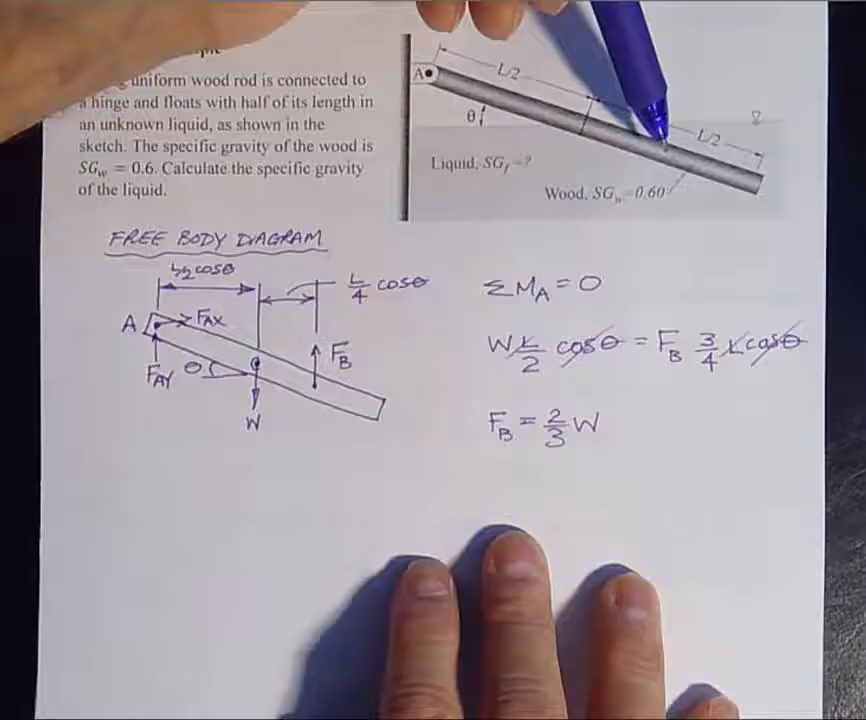 uniform wood rod is connected to
a hinge and floats with half of its length in
an unknown liquid, as shown in the
sketch. The specific gravity of the wood is
SGw = 0.6. Calculate the specific gravity
of the liquid.
A
L/2
θ
L/2
Liquid, SGf=?
Wood, SGw=0.60
FREE BODY DIAGRAM
L/2 cosθ
L/4 cosθ
A
FAX
FB
FAY
θ
W
ΣMA = 0
W L/2 cosθ = FB 3/4 L cosθ
FB = 2/3 W